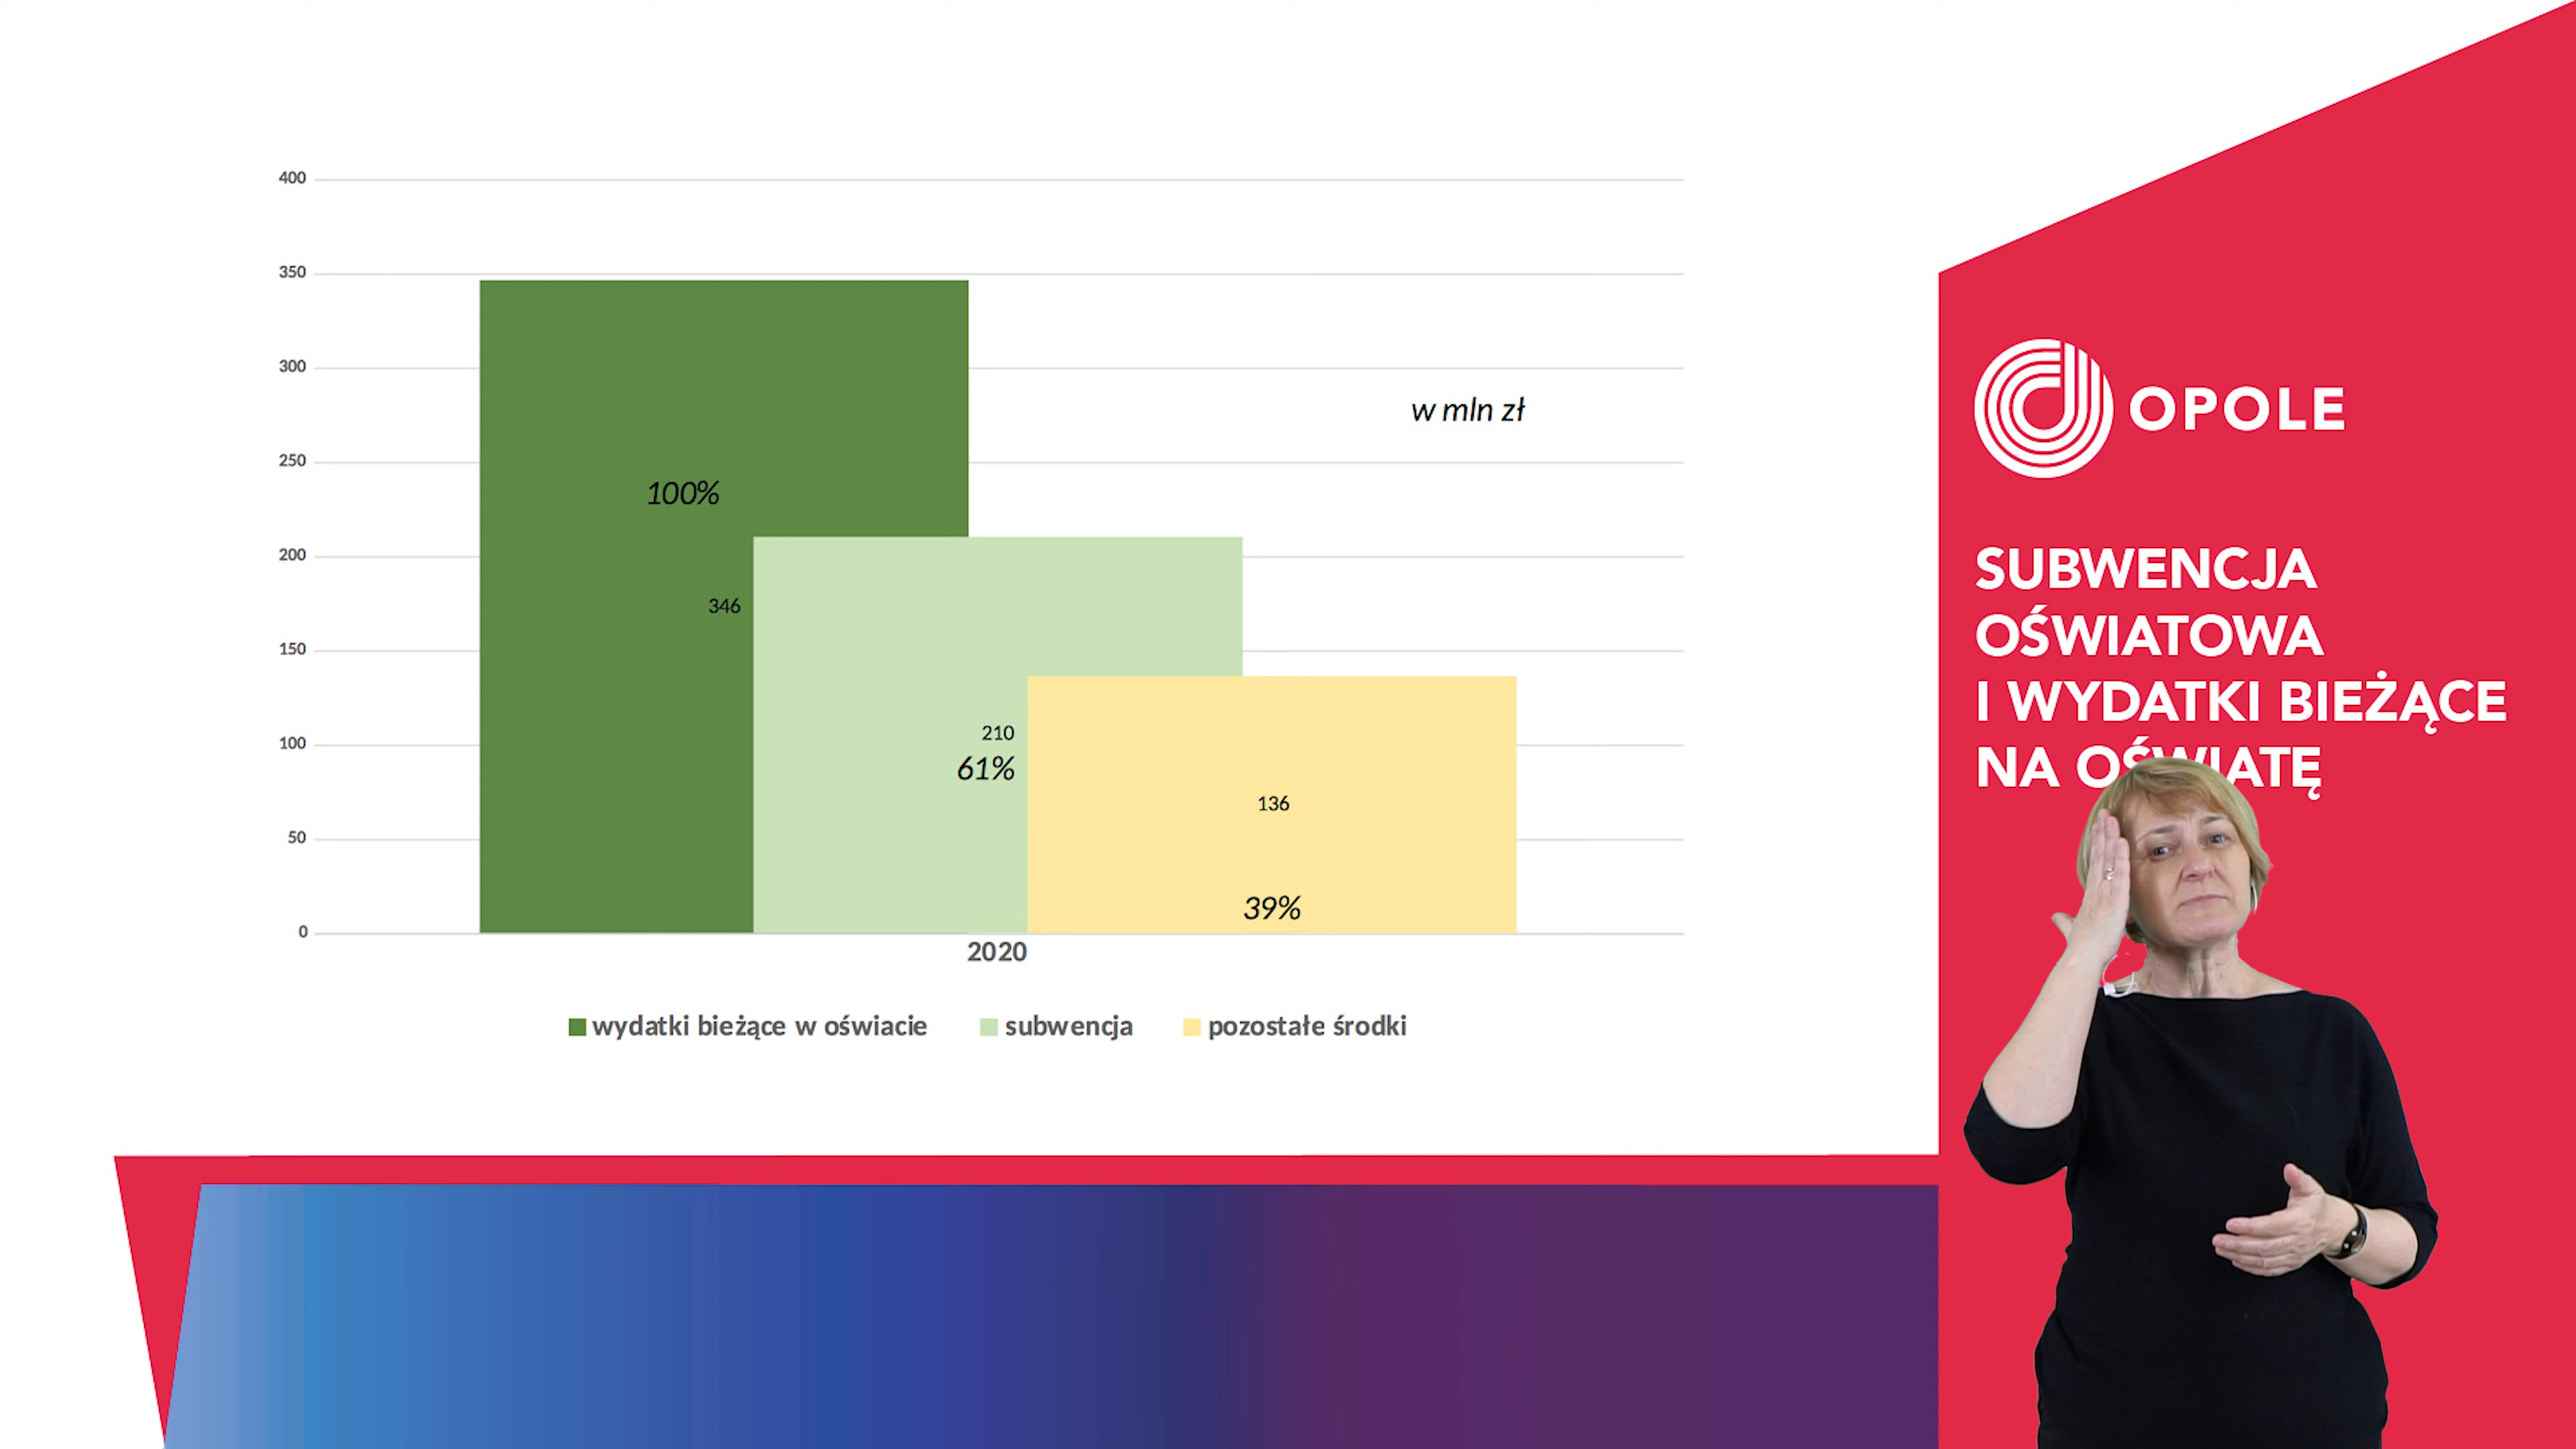 400
350
300
250
200
150
100
50
0
w mln zł
100%
346
210
61%
136
39%
2020
wydatki bieżące w oświacie
subwencja
pozostałe środki
OPOLE
SUBWENCJA
OŚWIATOWA
I WYDATKI BIEŻĄCE
NA OŚWIATĘ